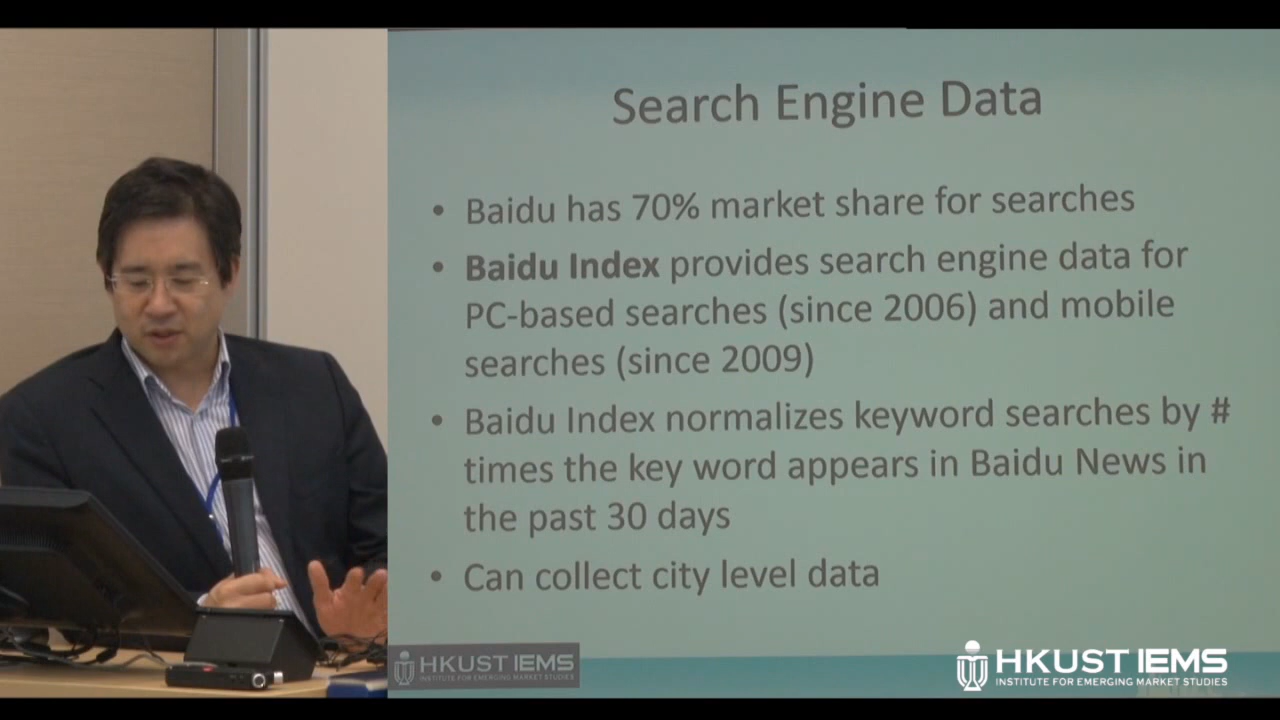 Search Engine Data
• Baidu has 70% market share for searches
• Baidu Index provides search engine data for
PC-based searches (since 2006) and mobile
searches (since 2009)
• Baidu Index normalizes keyword searches by #
times the key word appears in Baidu News in
the past 30 days
• Can collect city level data
HKUST IEMS
INSTITUTE FOR EMERGING MARKET STUDIES
HKUST IEMS
INSTITUTE FOR EMERGING MARKET STUDIES